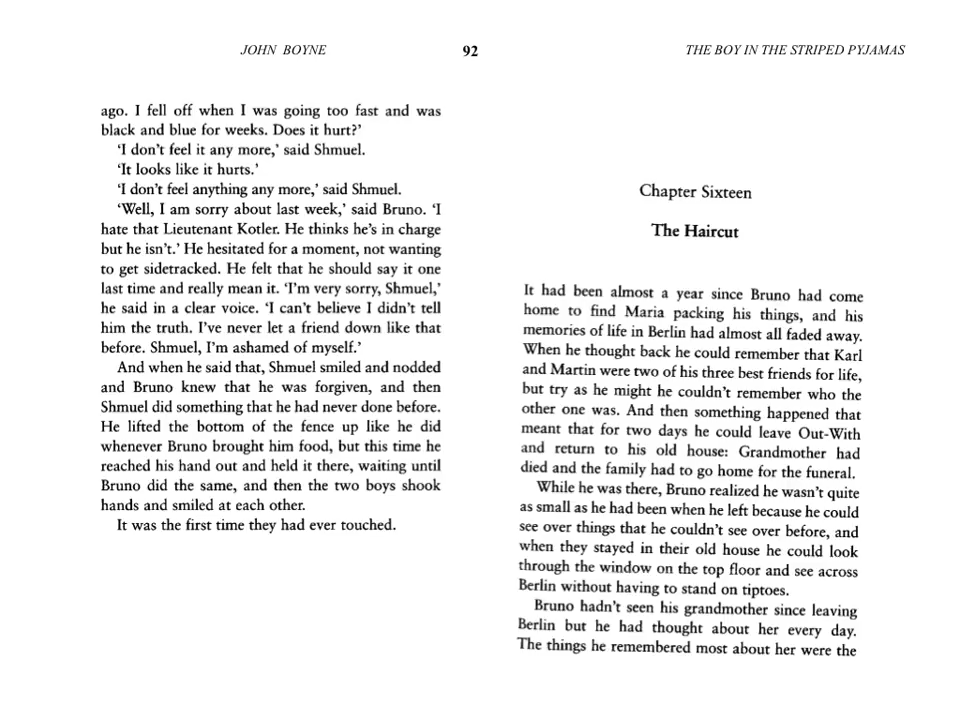 JOHN BOYNE
92
THE BOY IN THE STRIPED PYJAMAS
ago. I fell off when I was going too fast and was
black and blue for weeks. Does it hurt?’
‘I don’t feel it any more,’ said Shmuel.
‘It looks like it hurts.’
‘I don’t feel anything any more,’ said Shmuel.
‘Well, I am sorry about last week,’ said Bruno. ‘I
hate that Lieutenant Kotler. He thinks he’s in charge
but he isn’t.’ He hesitated for a moment, not wanting
to get sidetracked. He felt that he should say it one
last time and really mean it. ‘I’m very sorry, Shmuel,’
he said in a clear voice. ‘I can’t believe I didn’t tell
him the truth. I’ve never let a friend down like that
before. Shmuel, I’m ashamed of myself.’
And when he said that, Shmuel smiled and nodded
and Bruno knew that he was forgiven, and then
Shmuel did something that he had never done before.
He lifted the bottom of the fence up like he did
whenever Bruno brought him food, but this time he
reached his hand out and held it there, waiting until
Bruno did the same, and then the two boys shook
hands and smiled at each other.
It was the first time they had ever touched.
Chapter Sixteen
The Haircut
It had been almost a year since Bruno had come
home to find Maria packing his things, and his
memories of life in Berlin had almost all faded away.
When he thought back he could remember that Karl
and Martin were two of his three best friends for life,
but try as he might he couldn’t remember who the
other one was. And then something happened that
meant that for two days he could leave Out-With
and return to his old house: Grandmother had
died and the family had to go home for the funeral.
While he was there, Bruno realized he wasn’t quite
as small as he had been when he left because he could
see over things that he couldn’t see over before, and
when they stayed in their old house he could look
through the window on the top floor and see across
Berlin without having to stand on tiptoes.
Bruno hadn’t seen his grandmother since leaving
Berlin but he had thought about her every day.
The things he remembered most about her were the